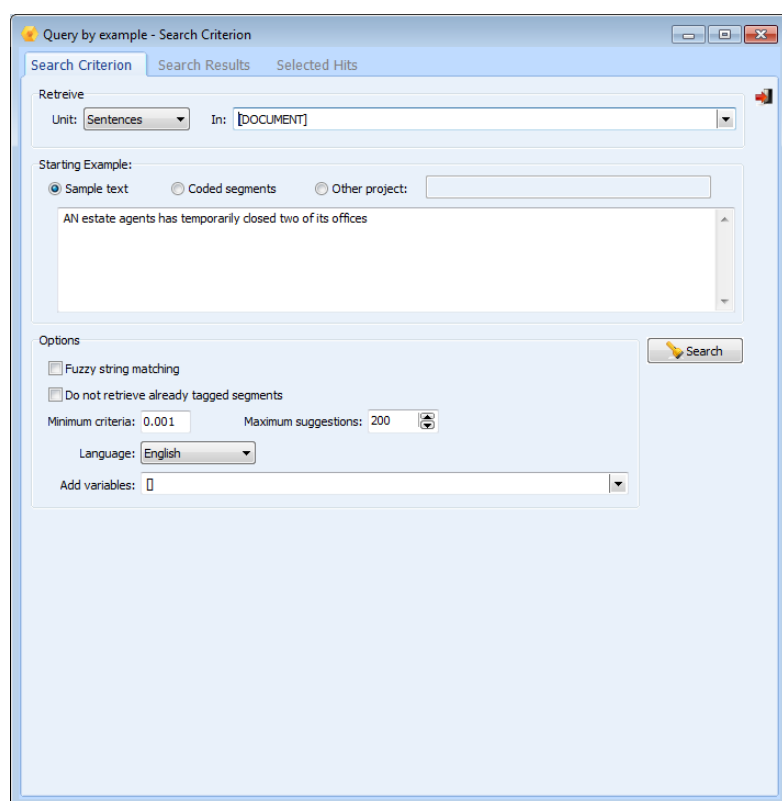 Query by example - Search Criterion
Search Criterion Search Results Selected Hits
Retreive
Unit: Sentences In: [DOCUMENT]
Starting Example:
Sample text Coded segments Other project:
AN estate agents has temporarily closed two of its offices
Options
Search
Fuzzy string matching
Do not retrieve already tagged segments
Minimum criteria: 0.001 Maximum suggestions: 200
Language: English
Add variables: []